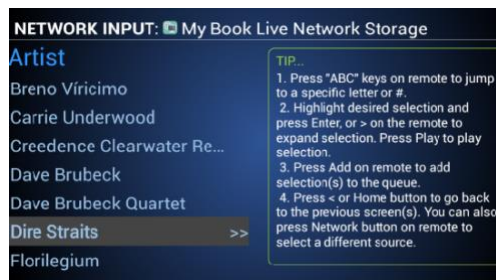 NETWORK INPUT: My Book Live Network Storage
Artist
Breno Víricimo
Carrie Underwood
Creedence Clearwater Re...
Dave Brubeck
Dave Brubeck Quartet
Dire Straits >>
Florilegium
TIP...
1. Press "ABC" keys on remote to jump
to a specific letter or #.
2. Highlight desired selection and
press Enter, or > on the remote to
expand selection. Press Play to play
selection.
3. Press Add on remote to add
selection(s) to the queue.
4. Press < or Home button to go back
to the previous screen(s). You can also
press Network button on remote to
select a different source.